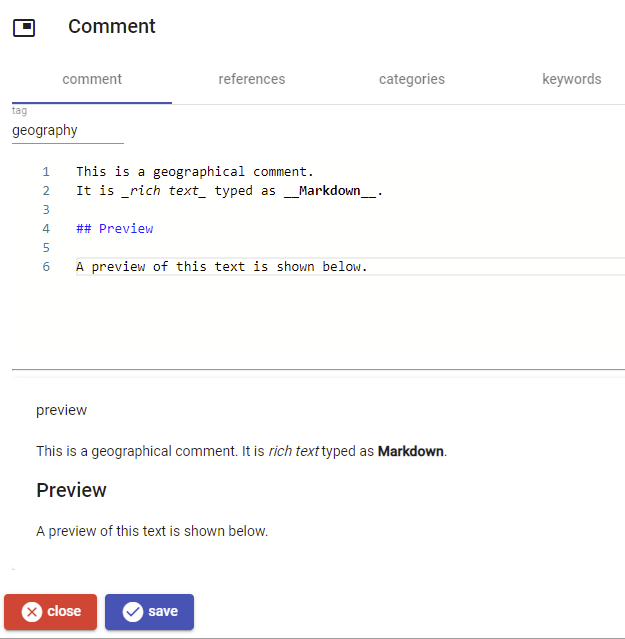 Comment
comment references categories keywords
tag
geography
1 This is a geographical comment.
2 It is _rich text_ typed as __Markdown__.
3
4 ## Preview
5
6 A preview of this text is shown below.
preview
This is a geographical comment. It is rich text typed as Markdown.
Preview
A preview of this text is shown below.
close save